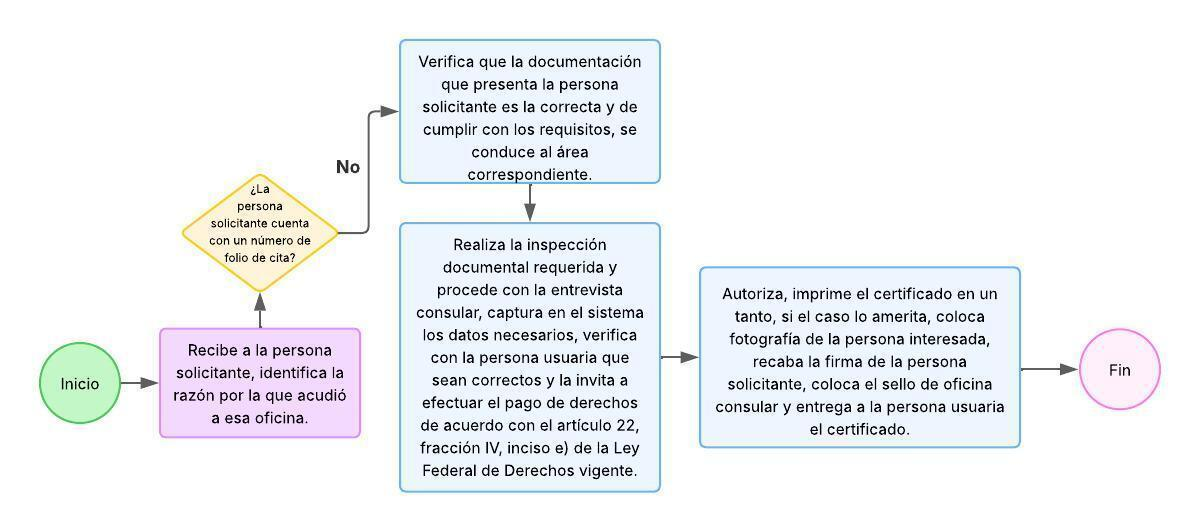 Inicio
Recibe a la persona
solicitante, identifica la
razón por la que acudió
a esa oficina.
¿La
persona
solicitante cuenta
con un número de
folio de cita?
No
Verifica que la documentación
que presenta la persona
solicitante es la correcta y de
cumplir con los requisitos, se
conduce al área
correspondiente.
Realiza la inspección
documental requerida y
procede con la entrevista
consular, captura en el sistema
los datos necesarios, verifica
con la persona usuaria que
sean correctos y la invita a
efectuar el pago de derechos
de acuerdo con el artículo 22,
fracción IV, inciso e) de la Ley
Federal de Derechos vigente.
Autoriza, imprime el certificado en un
tanto, si el caso lo amerita, coloca
fotografía de la persona interesada,
recaba la firma de la persona
solicitante, coloca el sello de oficina
consular y entrega a la persona usuaria
el certificado.
Fin